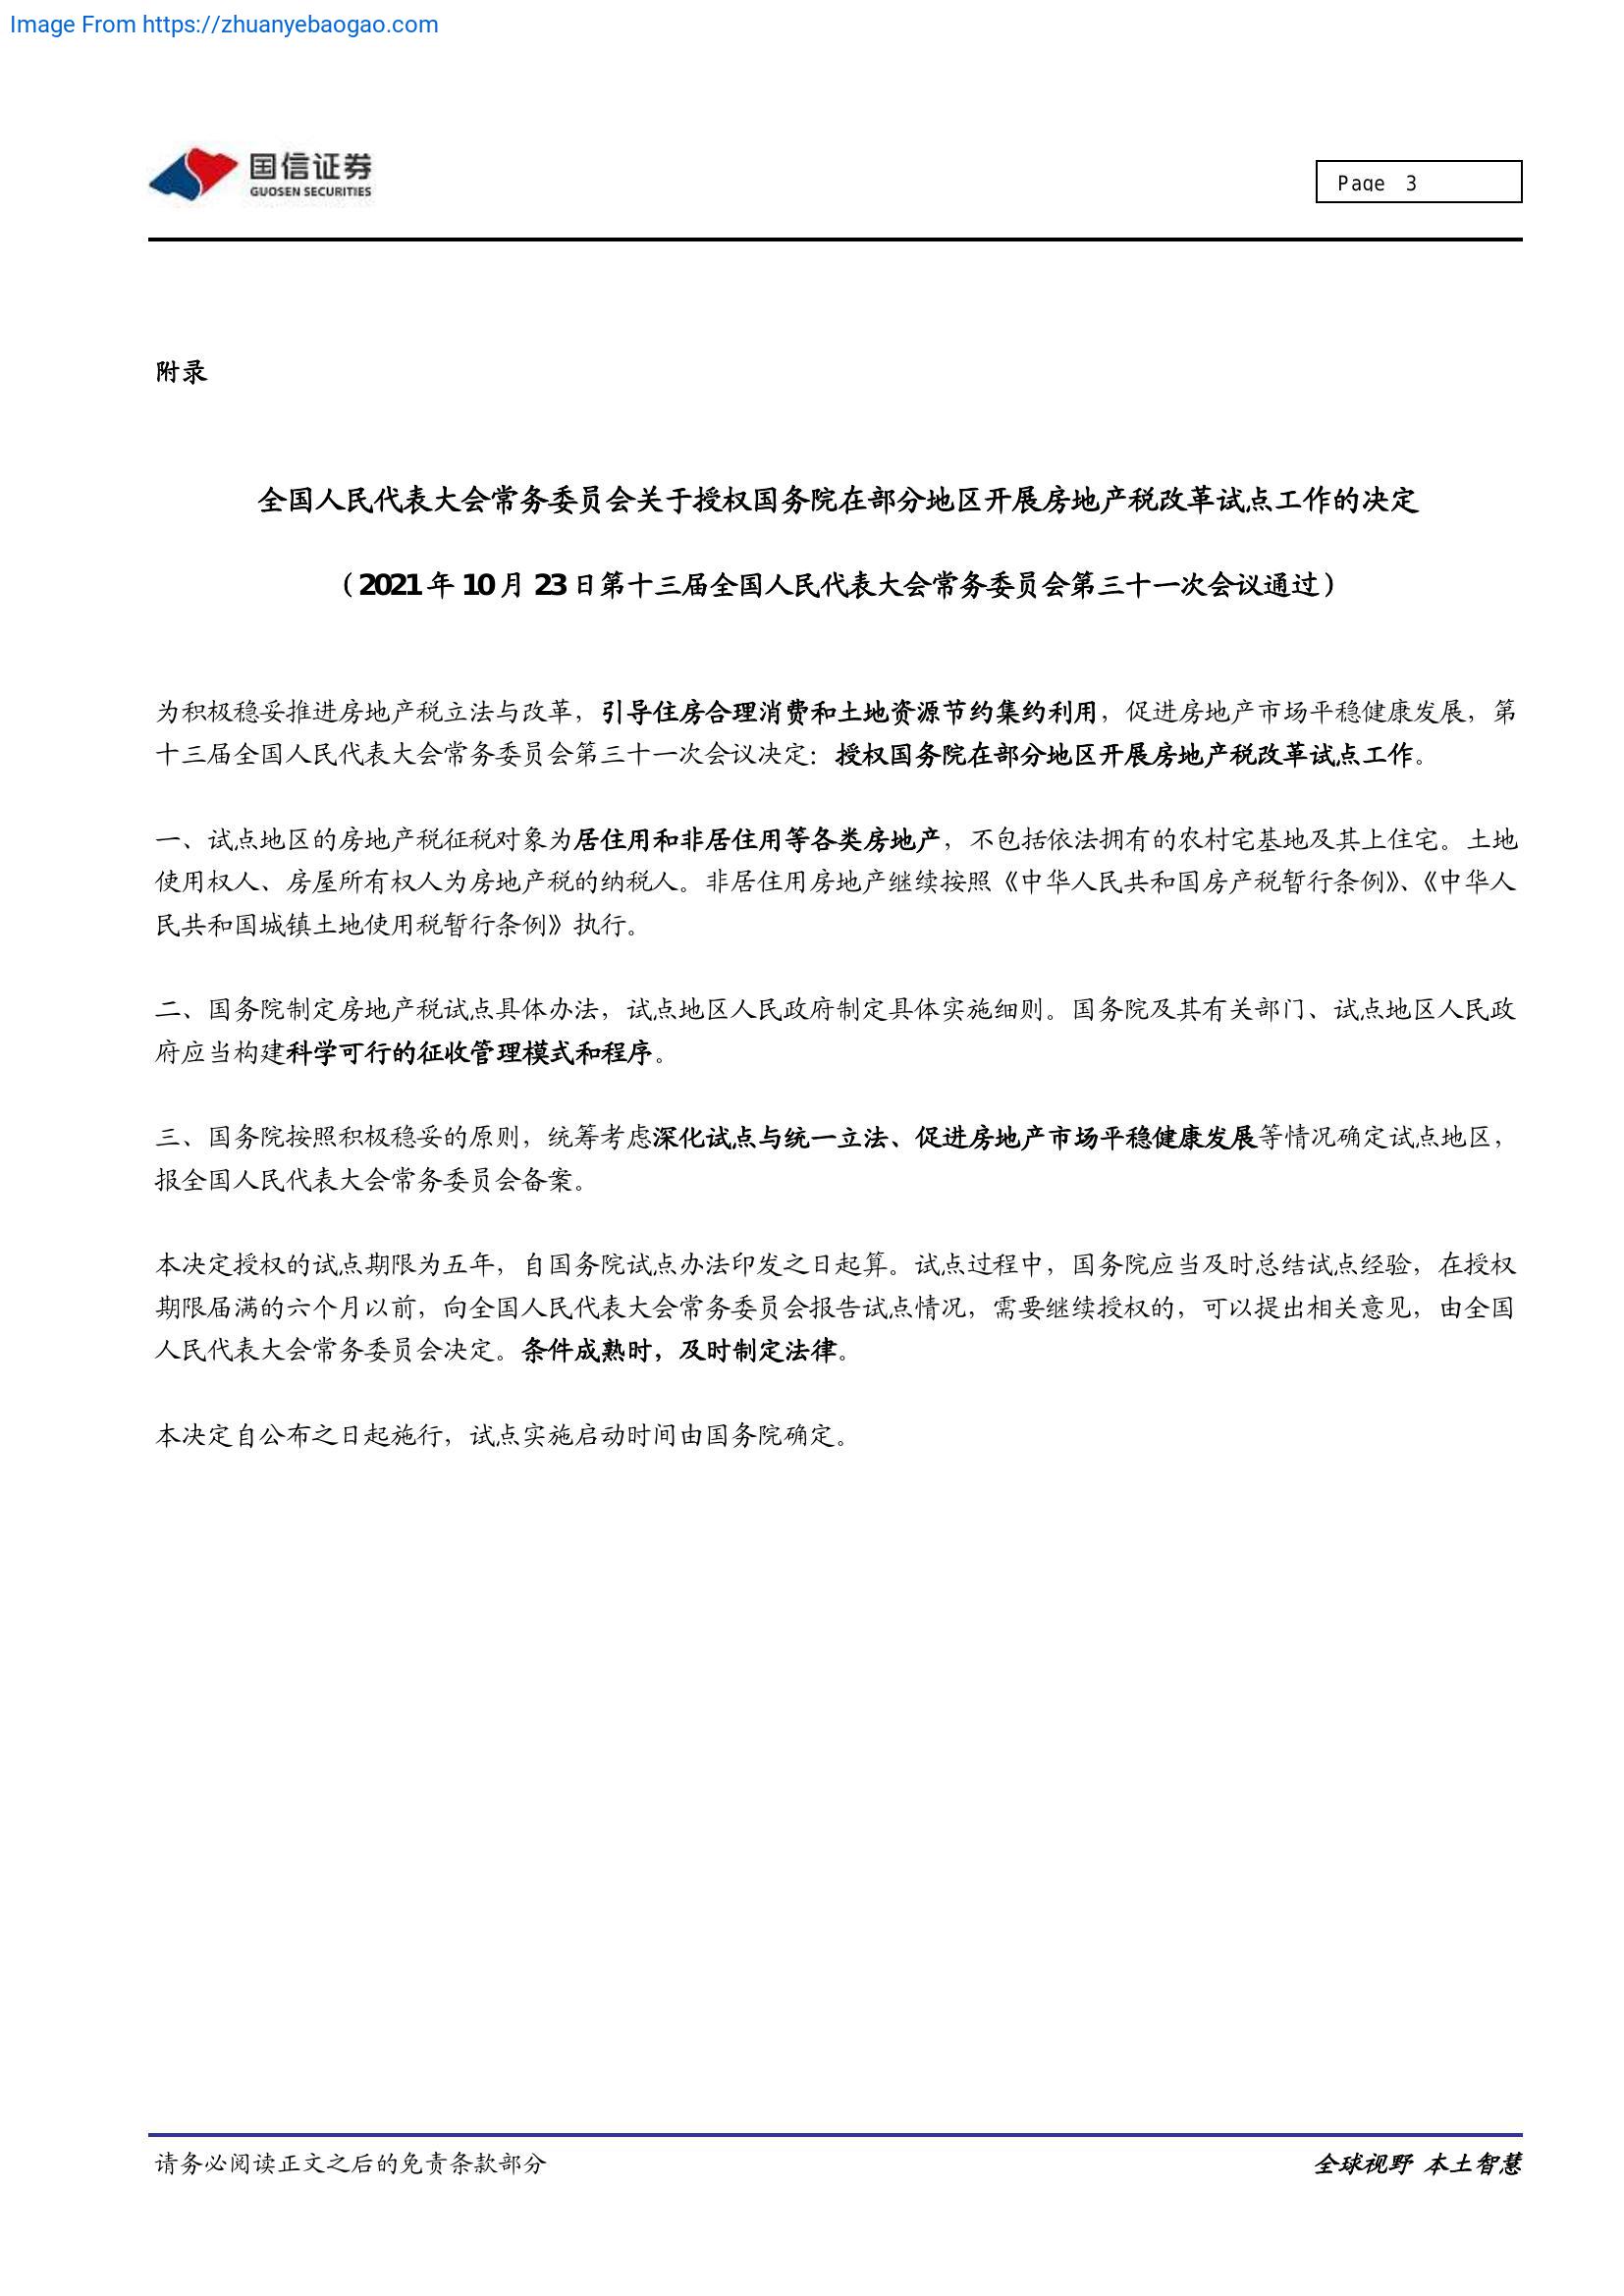 Image From https://zhuanyebaogao.com
国信证券
GUOSEN SECURITIES
Page 3
附录
全国人民代表大会常务委员会关于授权国务院在部分地区开展房地产税改革试点工作的决定
（2021 年 10 月 23 日第十三届全国人民代表大会常务委员会第三十一次会议通过）
为积极稳妥推进房地产税立法与改革，引导住房合理消费和土地资源节约集约利用，促进房地产市场平稳健康发展，第
十三届全国人民代表大会常务委员会第三十一次会议决定：授权国务院在部分地区开展房地产税改革试点工作。
一、试点地区的房地产税征税对象为居住用和非居住用等各类房地产，不包括依法拥有的农村宅基地及其上住宅。土地
使用权人、房屋所有权人为房地产税的纳税人。非居住用房地产继续按照《中华人民共和国房产税暂行条例》、《中华人
民共和国城镇土地使用税暂行条例》执行。
二、国务院制定房地产税试点具体办法，试点地区人民政府制定具体实施细则。国务院及其有关部门、试点地区人民政
府应当构建科学可行的征收管理模式和程序。
三、国务院按照积极稳妥的原则，统筹考虑深化试点与统一立法、促进房地产市场平稳健康发展等情况确定试点地区，
报全国人民代表大会常务委员会备案。
本决定授权的试点期限为五年，自国务院试点办法印发之日起算。试点过程中，国务院应当及时总结试点经验，在授权
期限届满的六个月以前，向全国人民代表大会常务委员会报告试点情况，需要继续授权的，可以提出相关意见，由全国
人民代表大会常务委员会决定。条件成熟时，及时制定法律。
本决定自公布之日起施行，试点实施启动时间由国务院确定。
请务必阅读正文之后的免责条款部分
全球视野 本土智慧